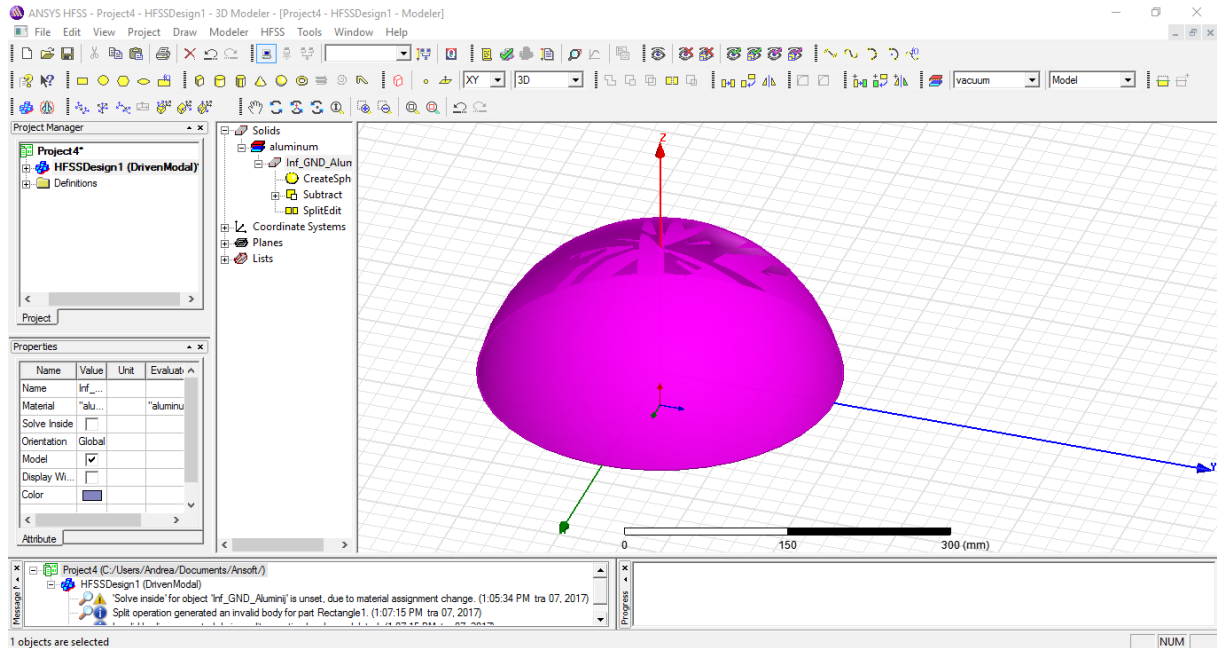 ANSYS HFSS - Project4 - HFSSDesign1 - 3D Modeler - [Project4 - HFSSDesign1 - Modeler]
File Edit View Project Draw Modeler HFSS Tools Window Help
XY 3D vacuum Model
Project Manager
Project4*
HFSSDesign1 (DrivenModal)*
Definitions
Project
Solids
aluminum
Inf_GND_Alum
CreateSph
Subtract
SplitEdit
Coordinate Systems
Planes
Lists
Properties
Name Value Unit Evaluat
Name Inf_...
Material "alu... "aluminu
Solve Inside
Orientation Global
Model
Display Wi...
Color
Attribute
Z
Y
0 150 300 (mm)
Message
Project4 (C:/Users/Andrea/Documents/Ansoft/)
HFSSDesign1 (DrivenModal)
'Solve inside' for object 'Inf_GND_Aluminij' is unset, due to material assignment change. (1:05:34 PM tra 07, 2017)
Split operation generated an invalid body for part Rectangle1. (1:07:15 PM tra 07, 2017)
Progress
1 objects are selected
NUM